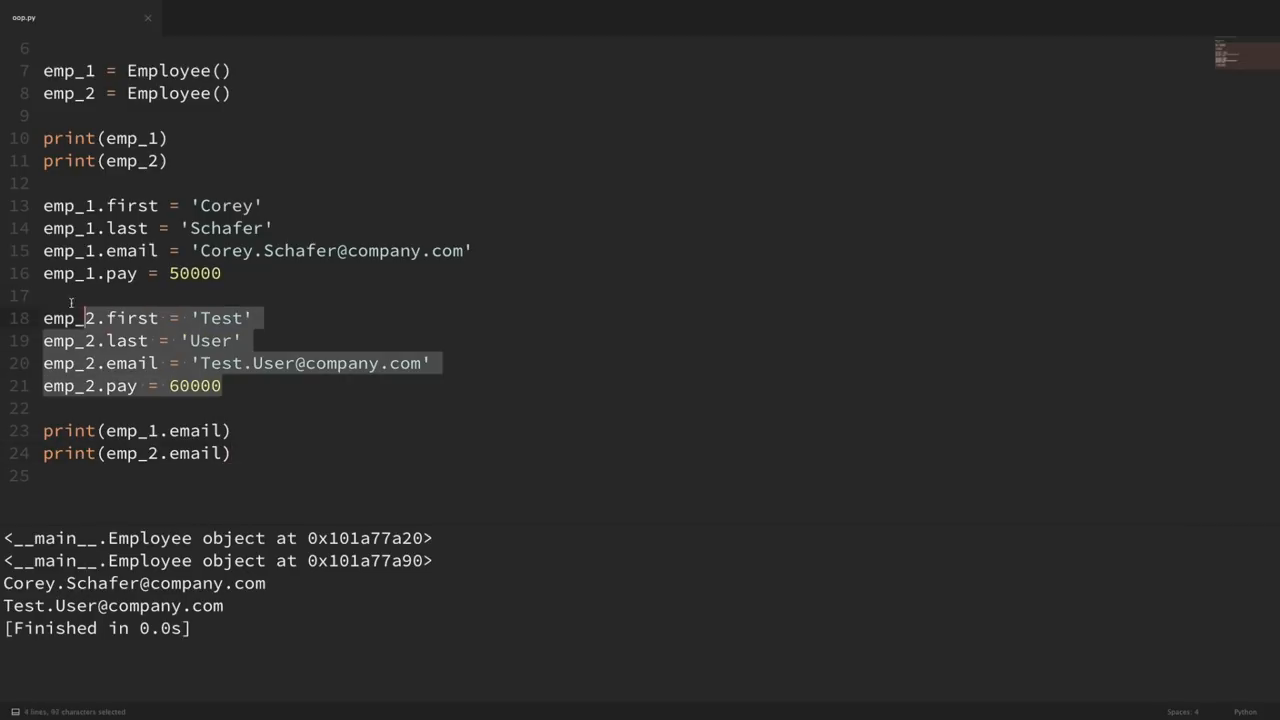 oop.py ×
6
7 emp_1 = Employee()
8 emp_2 = Employee()
9
10 print(emp_1)
11 print(emp_2)
12
13 emp_1.first = 'Corey'
14 emp_1.last = 'Schafer'
15 emp_1.email = 'Corey.Schafer@company.com'
16 emp_1.pay = 50000
17
18 emp_2.first = 'Test'
19 emp_2.last = 'User'
20 emp_2.email = 'Test.User@company.com'
21 emp_2.pay = 60000
22
23 print(emp_1.email)
24 print(emp_2.email)
25
<__main__.Employee object at 0x101a77a20>
<__main__.Employee object at 0x101a77a90>
Corey.Schafer@company.com
Test.User@company.com
[Finished in 0.0s]
4 lines, characters selected Spaces: 4 Python